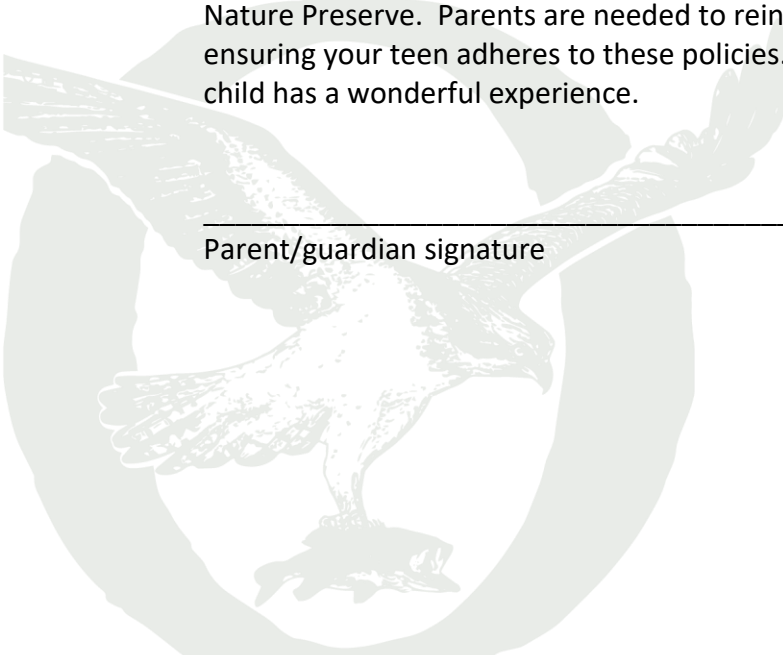 Nature Preserve. Parents are needed to rein
ensuring your teen adheres to these policies.
child has a wonderful experience.
Parent/guardian signature